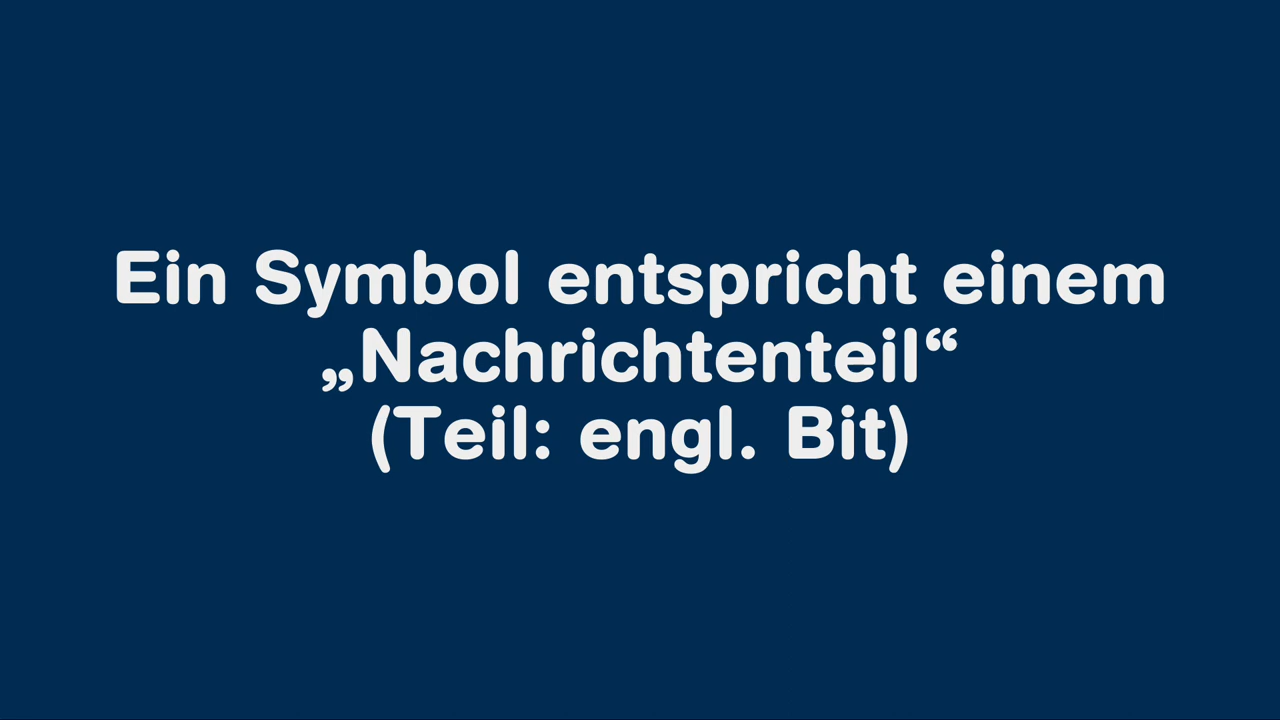 Ein Symbol entspricht einem
„Nachrichtenteil“
(Teil: engl. Bit)